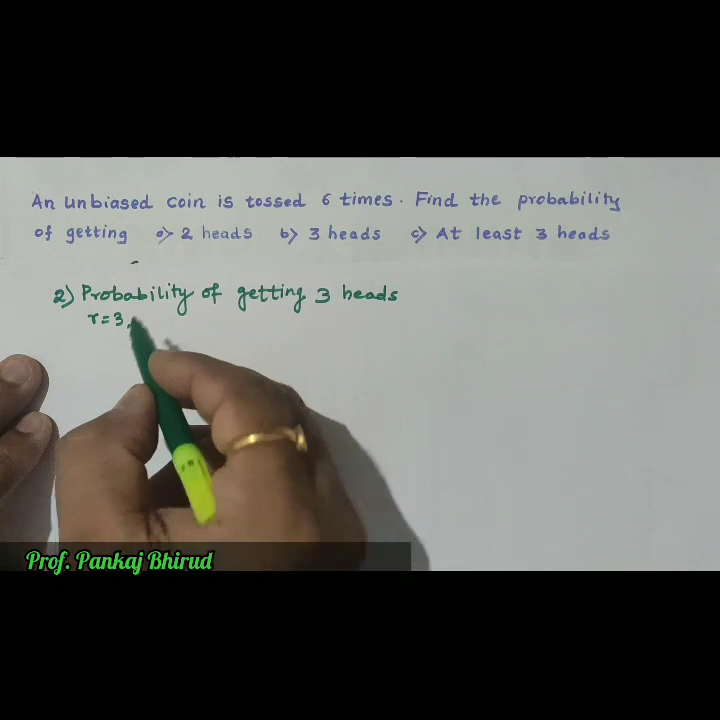 An unbiased coin is tossed 6 times. Find the probability
of getting a) 2 heads b) 3 heads c) At least 3 heads
2) Probability of getting 3 heads
r=3,
Prof. Pankaj Bhirud